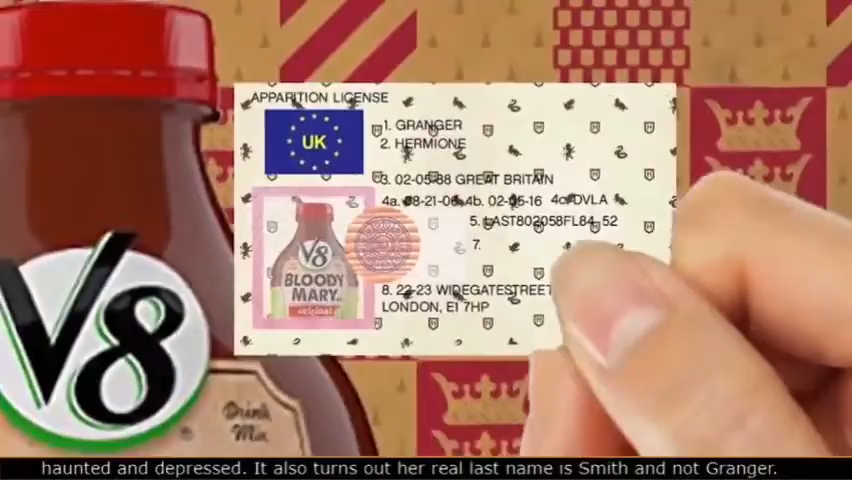 APPARITION LICENSE
UK
1. GRANGER
2. HERMIONE
3. 02-05-88 GREAT BRITAIN
4a. 08-21-06 4b. 02-05-16 4c. DVLA
5. LAST802058FL84 52
7.
8. 22-23 WIDEGATESTREET
LONDON, E1 7HP
V8
BLOODY
MARY
original
V8
Drink
Mix
haunted and depressed. It also turns out her real last name is Smith and not Granger.